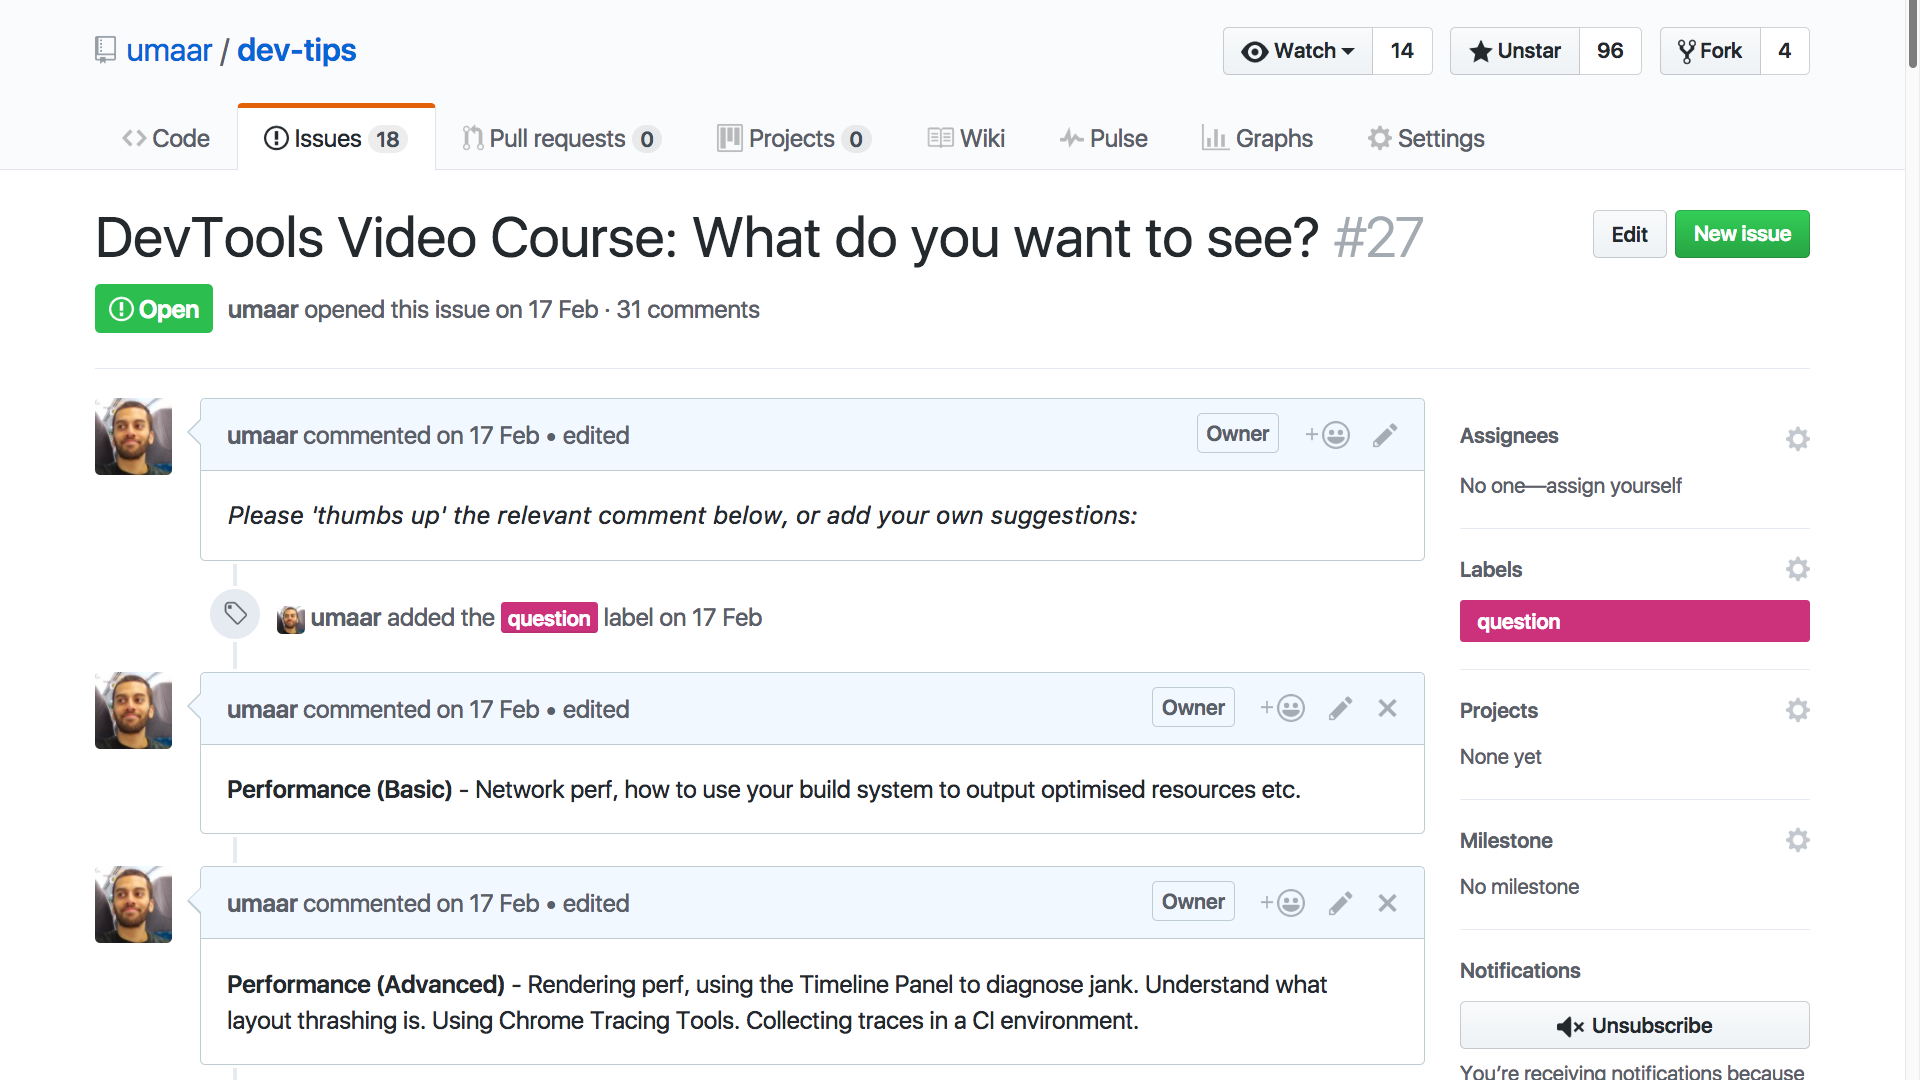 umaar / dev-tips
Watch 14 Unstar 96 Fork 4
Code Issues 18 Pull requests 0 Projects 0 Wiki Pulse Graphs Settings
DevTools Video Course: What do you want to see? #27
Edit New issue
Open umaar opened this issue on 17 Feb · 31 comments
umaar commented on 17 Feb • edited
Owner
Please 'thumbs up' the relevant comment below, or add your own suggestions:
umaar added the question label on 17 Feb
umaar commented on 17 Feb • edited
Owner
Performance (Basic) - Network perf, how to use your build system to output optimised resources etc.
umaar commented on 17 Feb • edited
Owner
Performance (Advanced) - Rendering perf, using the Timeline Panel to diagnose jank. Understand what
layout thrashing is. Using Chrome Tracing Tools. Collecting traces in a CI environment.
Assignees
No one—assign yourself
Labels
question
Projects
None yet
Milestone
No milestone
Notifications
Unsubscribe
You're receiving notifications because